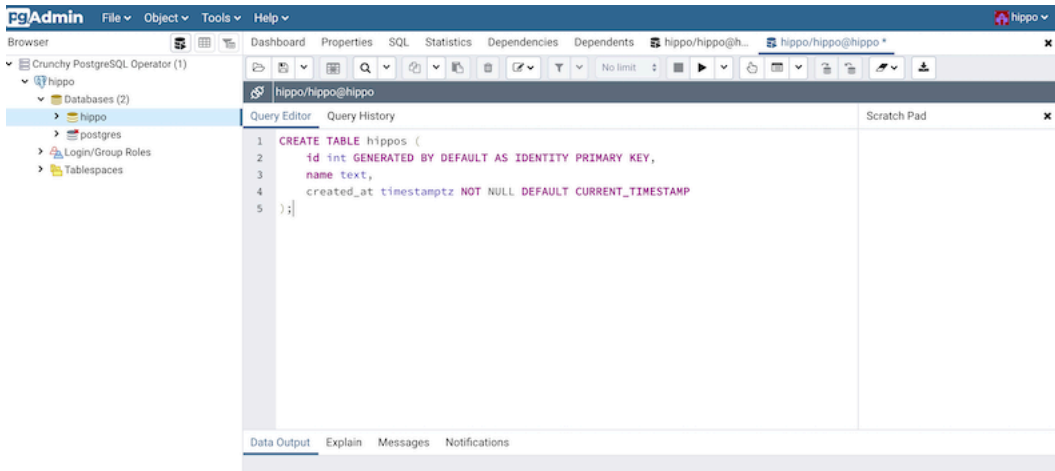 pgAdmin File Object Tools Help hippo
Browser
Dashboard Properties SQL Statistics Dependencies Dependents hippo/hippo@h... hippo/hippo@hippo *
Crunchy PostgreSQL Operator (1)
hippo
Databases (2)
hippo
postgres
Login/Group Roles
Tablespaces
No limit
hippo/hippo@hippo
Query Editor Query History Scratch Pad
1 CREATE TABLE hippos (
2 id int GENERATED BY DEFAULT AS IDENTITY PRIMARY KEY,
3 name text,
4 created_at timestamptz NOT NULL DEFAULT CURRENT_TIMESTAMP
5 );
Data Output Explain Messages Notifications